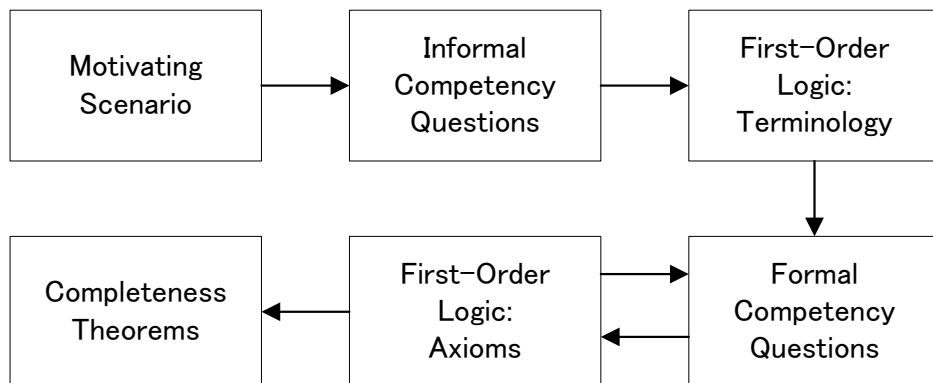 Motivating
Scenario
Informal
Competency
Questions
First-Order
Logic:
Terminology
Completeness
Theorems
First-Order
Logic:
Axioms
Formal
Competency
Questions